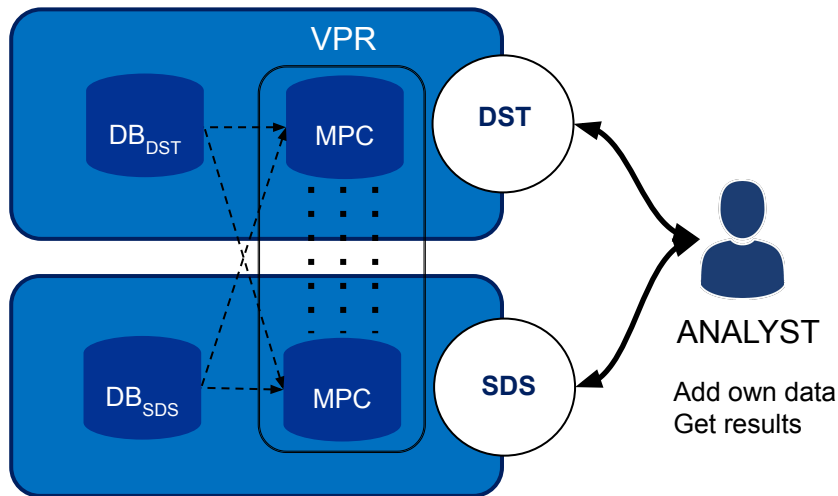 VPR
DB_DST
MPC
DST
DB_SDS
MPC
SDS
ANALYST
Add own data
Get results